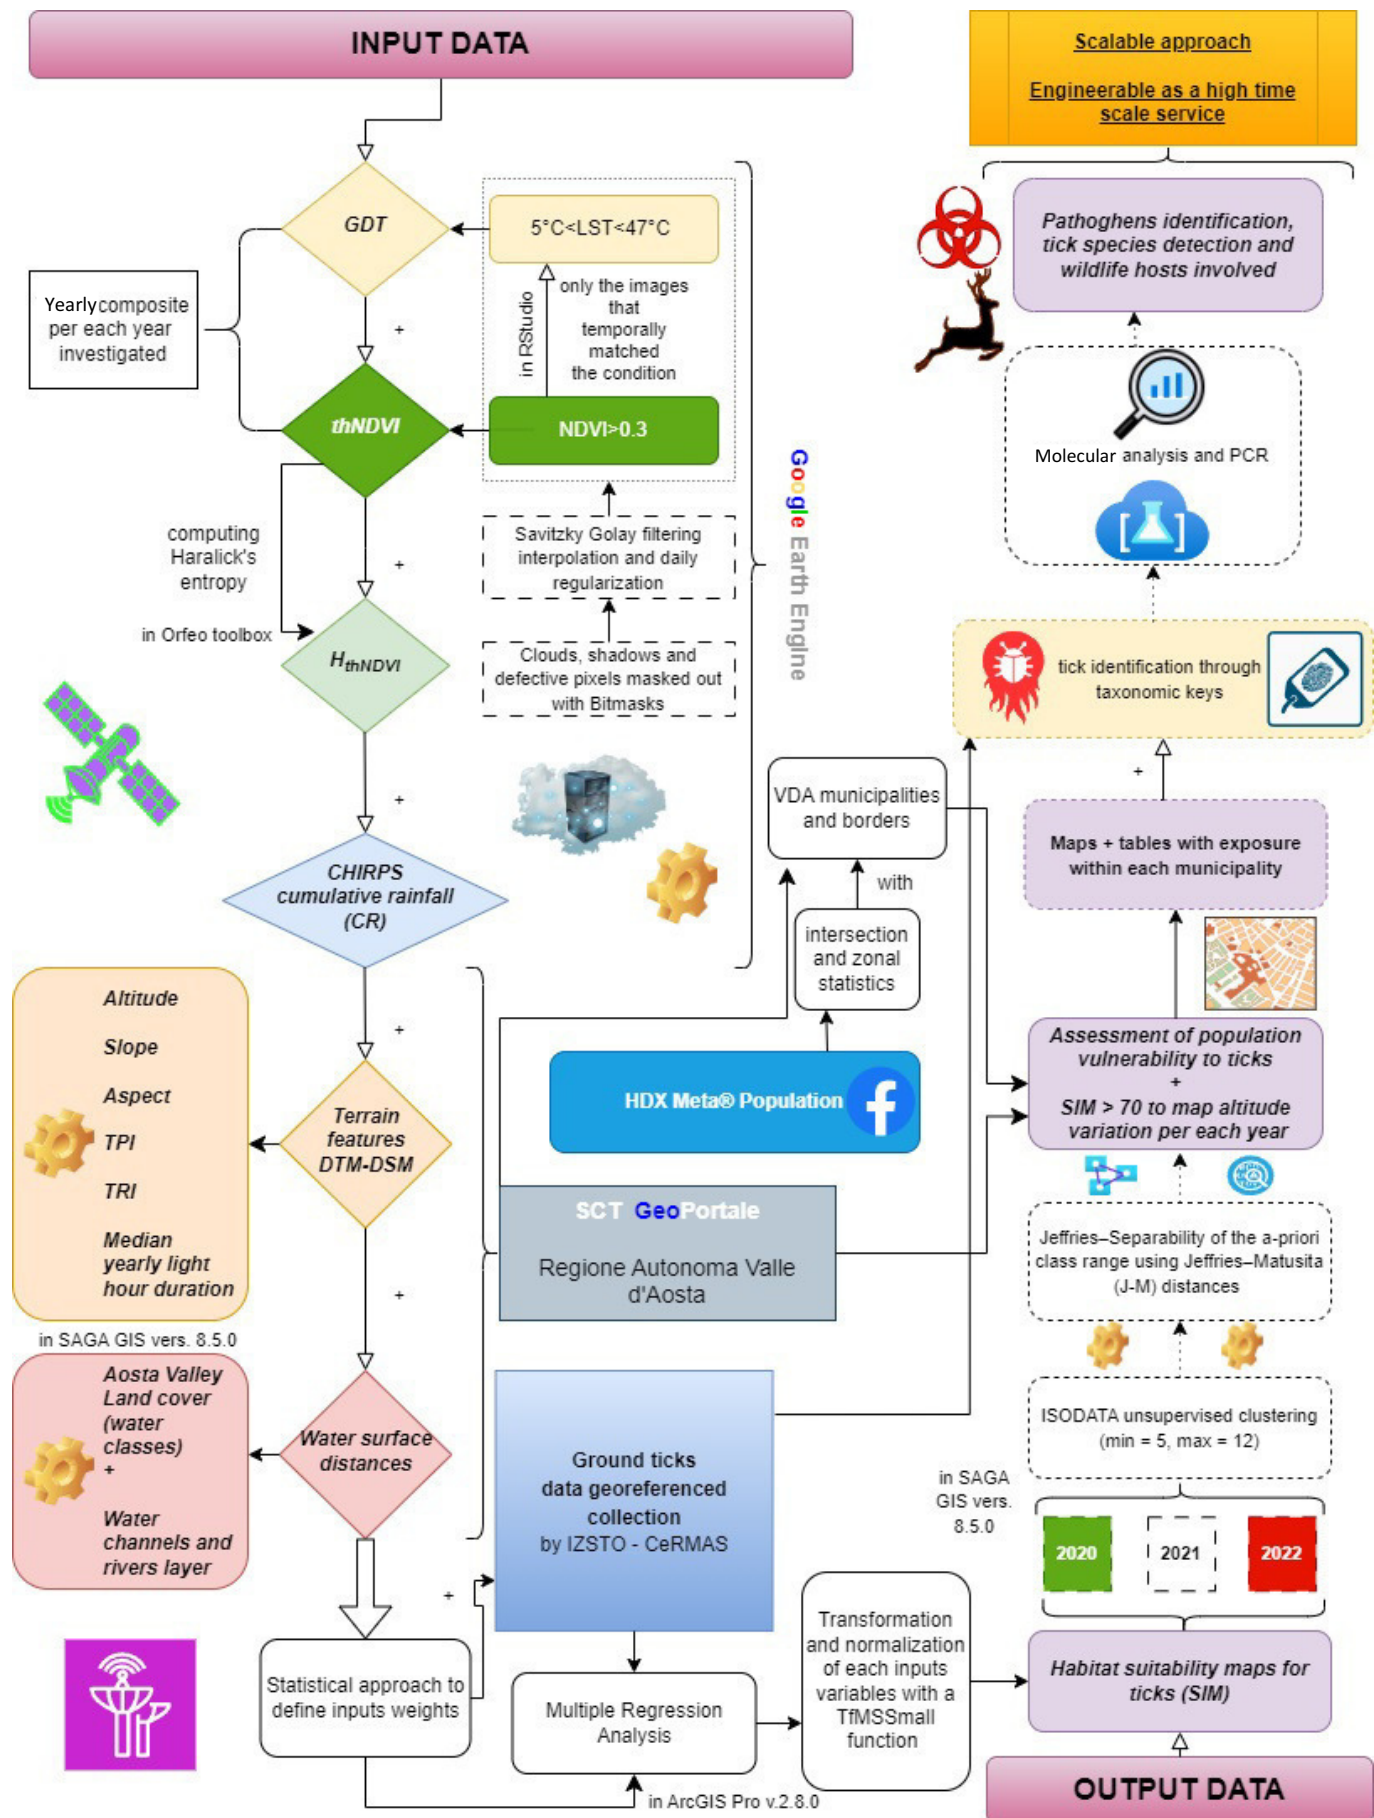 INPUT DATA
GDT
5°C<LST<47°C
only the images
that
temporally
matched
the condition
in RStudio
Yearly composite
per each year
investigated
+
thNDVI
NDVI>0.3
computing
Haralick's
entropy
in Orfeo toolbox
+
Savitzky Golay filtering
interpolation and daily
regularization
Clouds, shadows and
defective pixels masked out
with Bitmasks
Google Earth Engine
HthNDVI
+
CHIRPS
cumulative rainfall
(CR)
+
Altitude
Slope
Aspect
TPI
TRI
Median
yearly light
hour duration
in SAGA GIS vers. 8.5.0
Terrain
features
DTM-DSM
+
Aosta Valley
Land cover
(water
classes)
+
Water
channels and
rivers layer
Water surface
distances
Statistical approach to
define inputs weights
+
VDA municipalities
and borders
with
intersection
and zonal
statistics
HDX Meta® Population
SCT GeoPortale
Regione Autonoma Valle
d'Aosta
Ground ticks
data georeferenced
collection
by IZSTO - CeRMAS
Multiple Regression
Analysis
in ArcGIS Pro v.2.8.0
Transformation
and normalization
of each inputs
variables with a
TfMSSmall
function
Scalable approach
Engineerable as a high time
scale service
Pathoghens identification,
tick species detection and
wildlife hosts involved
Molecular analysis and PCR
tick identification through
taxonomic keys
+
Maps + tables with exposure
within each municipality
Assessment of population
vulnerability to ticks
+
SIM > 70 to map altitude
variation per each year
Jeffries–Separability of the a-priori
class range using Jeffries–Matusita
(J-M) distances
ISODATA unsupervised clustering
(min = 5, max = 12)
in SAGA
GIS vers.
8.5.0
2020
2021
2022
Habitat suitability maps for
ticks (SIM)
OUTPUT DATA